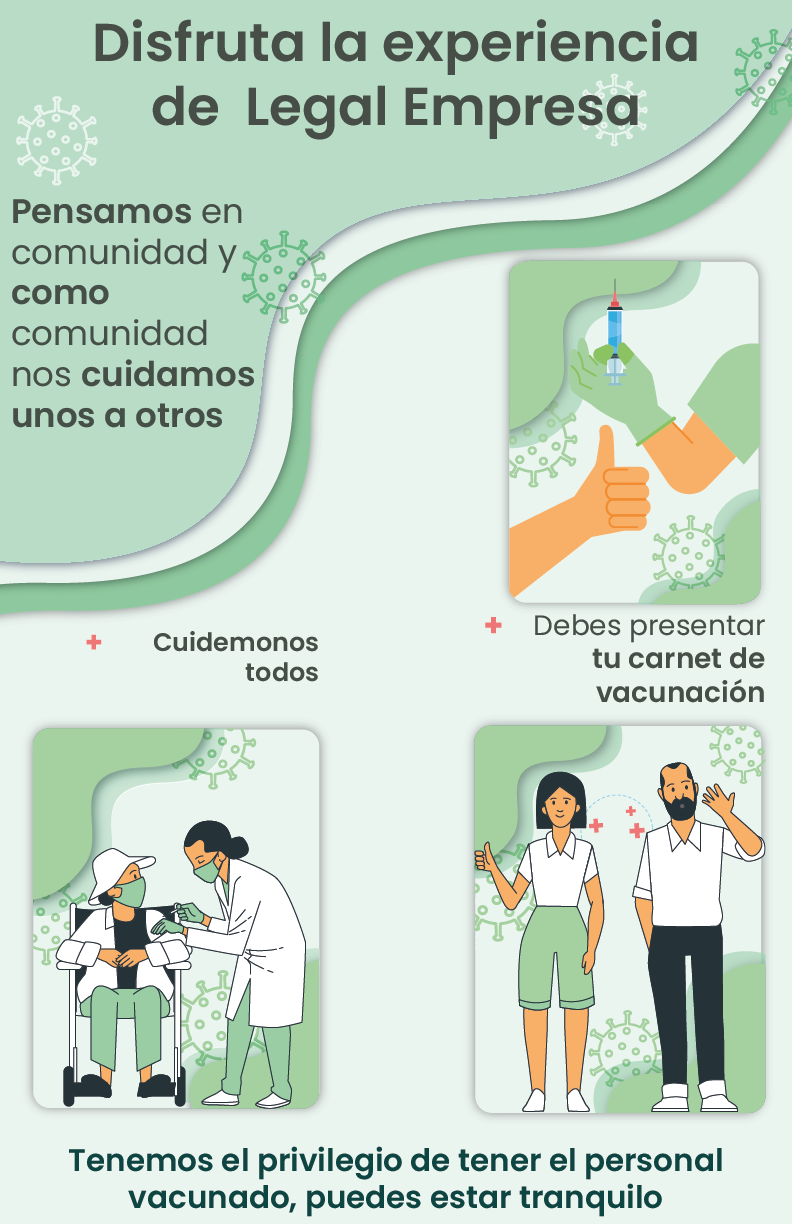 Disfruta la experiencia
de Legal Empresa
Pensamos en
comunidad y
como
comunidad
nos cuidamos
unos a otros
Cuidemonos
todos
Debes presentar
tu carnet de
vacunación
Tenemos el privilegio de tener el personal
vacunado, puedes estar tranquilo